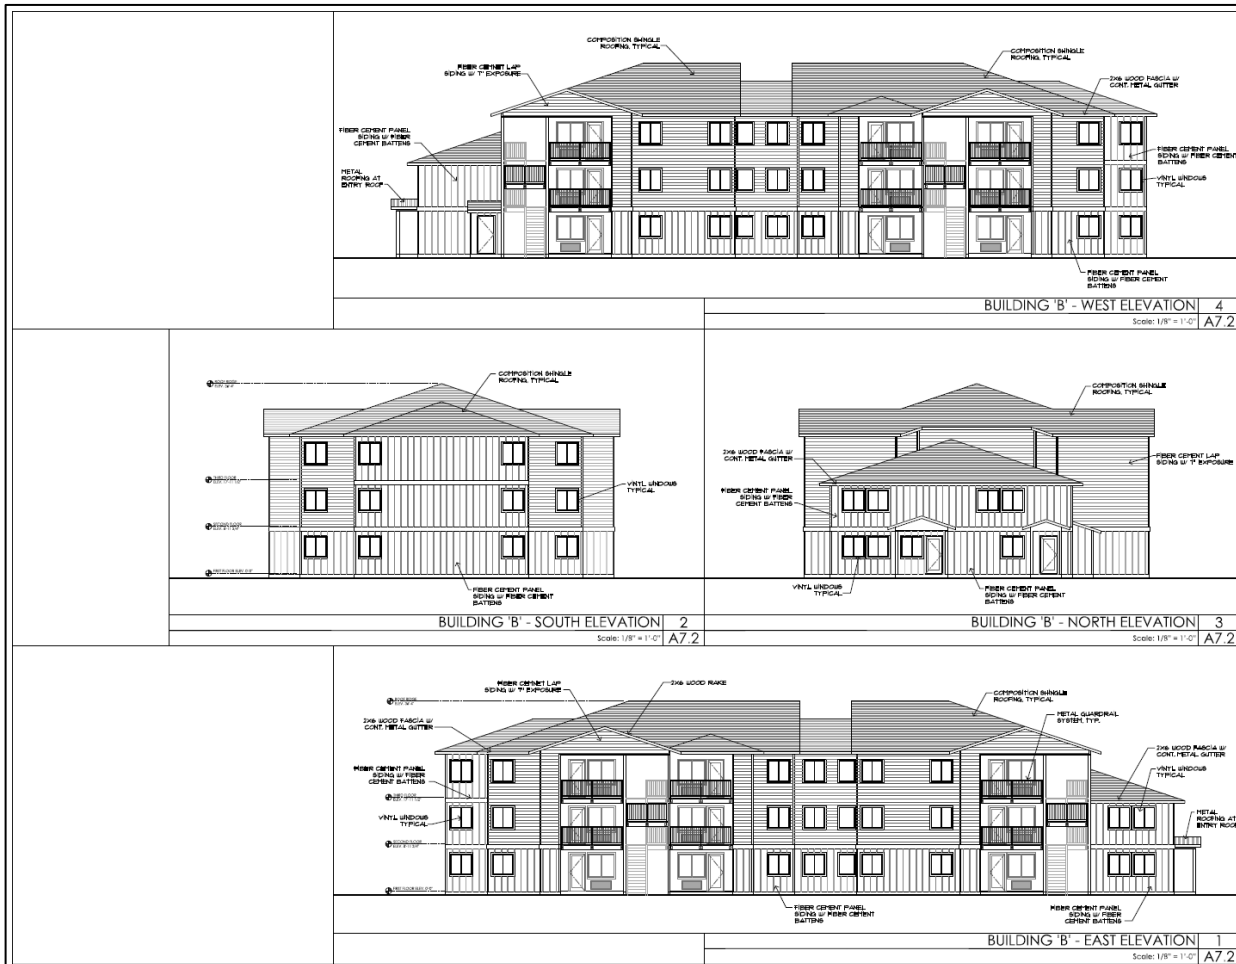 COMPOSITION SHINGLE
ROOFING, TYPICAL
COMPOSITION SHINGLE
ROOFING, TYPICAL
FIBER CEMNET LAP
SIDING W/ 7" EXPOSURE
2X6 WOOD FASCIA W/
CONT. METAL GUTTER
FIBER CEMENT PANEL
SIDING W/ FIBER
CEMENT BATTENS
FIBER CEMENT PANEL
SIDING W/ FIBER CEMENT
BATTENS
METAL
ROOFING AT
ENTRY ROOF
VINYL WINDOWS
TYPICAL
FIBER CEMENT PANEL
SIDING W/ FIBER CEMENT
BATTENS
BUILDING 'B' - WEST ELEVATION 4
Scale: 1/8" = 1'-0" A7.2
COMPOSITION SHINGLE
ROOFING, TYPICAL
VINYL WINDOWS
TYPICAL
FIBER CEMENT PANEL
SIDING W/ FIBER CEMENT
BATTENS
BUILDING 'B' - SOUTH ELEVATION 2
Scale: 1/8" = 1'-0" A7.2
COMPOSITION SHINGLE
ROOFING, TYPICAL
2X6 WOOD FASCIA W/
CONT. METAL GUTTER
FIBER CEMENT LAP
SIDING W/ 7" EXPOSURE
FIBER CEMENT PANEL
SIDING W/ FIBER
CEMENT BATTENS
VINYL WINDOWS
TYPICAL
FIBER CEMENT PANEL
SIDING W/ FIBER CEMENT
BATTENS
BUILDING 'B' - NORTH ELEVATION 3
Scale: 1/8" = 1'-0" A7.2
FIBER CEMNET LAP
SIDING W/ 7" EXPOSURE
2X6 WOOD RAKE
COMPOSITION SHINGLE
ROOFING, TYPICAL
2X6 WOOD FASCIA W/
CONT. METAL GUTTER
METAL GUARDRAIL
SYSTEM, TYP.
2X6 WOOD FASCIA W/
CONT. METAL GUTTER
FIBER CEMENT PANEL
SIDING W/ FIBER
CEMENT BATTENS
VINYL WINDOWS
TYPICAL
VINYL WINDOWS
TYPICAL
METAL
ROOFING AT
ENTRY ROOF
FIBER CEMENT PANEL
SIDING W/ FIBER CEMENT
BATTENS
FIBER CEMENT PANEL
SIDING W/ FIBER
CEMENT BATTENS
BUILDING 'B' - EAST ELEVATION 1
Scale: 1/8" = 1'-0" A7.2